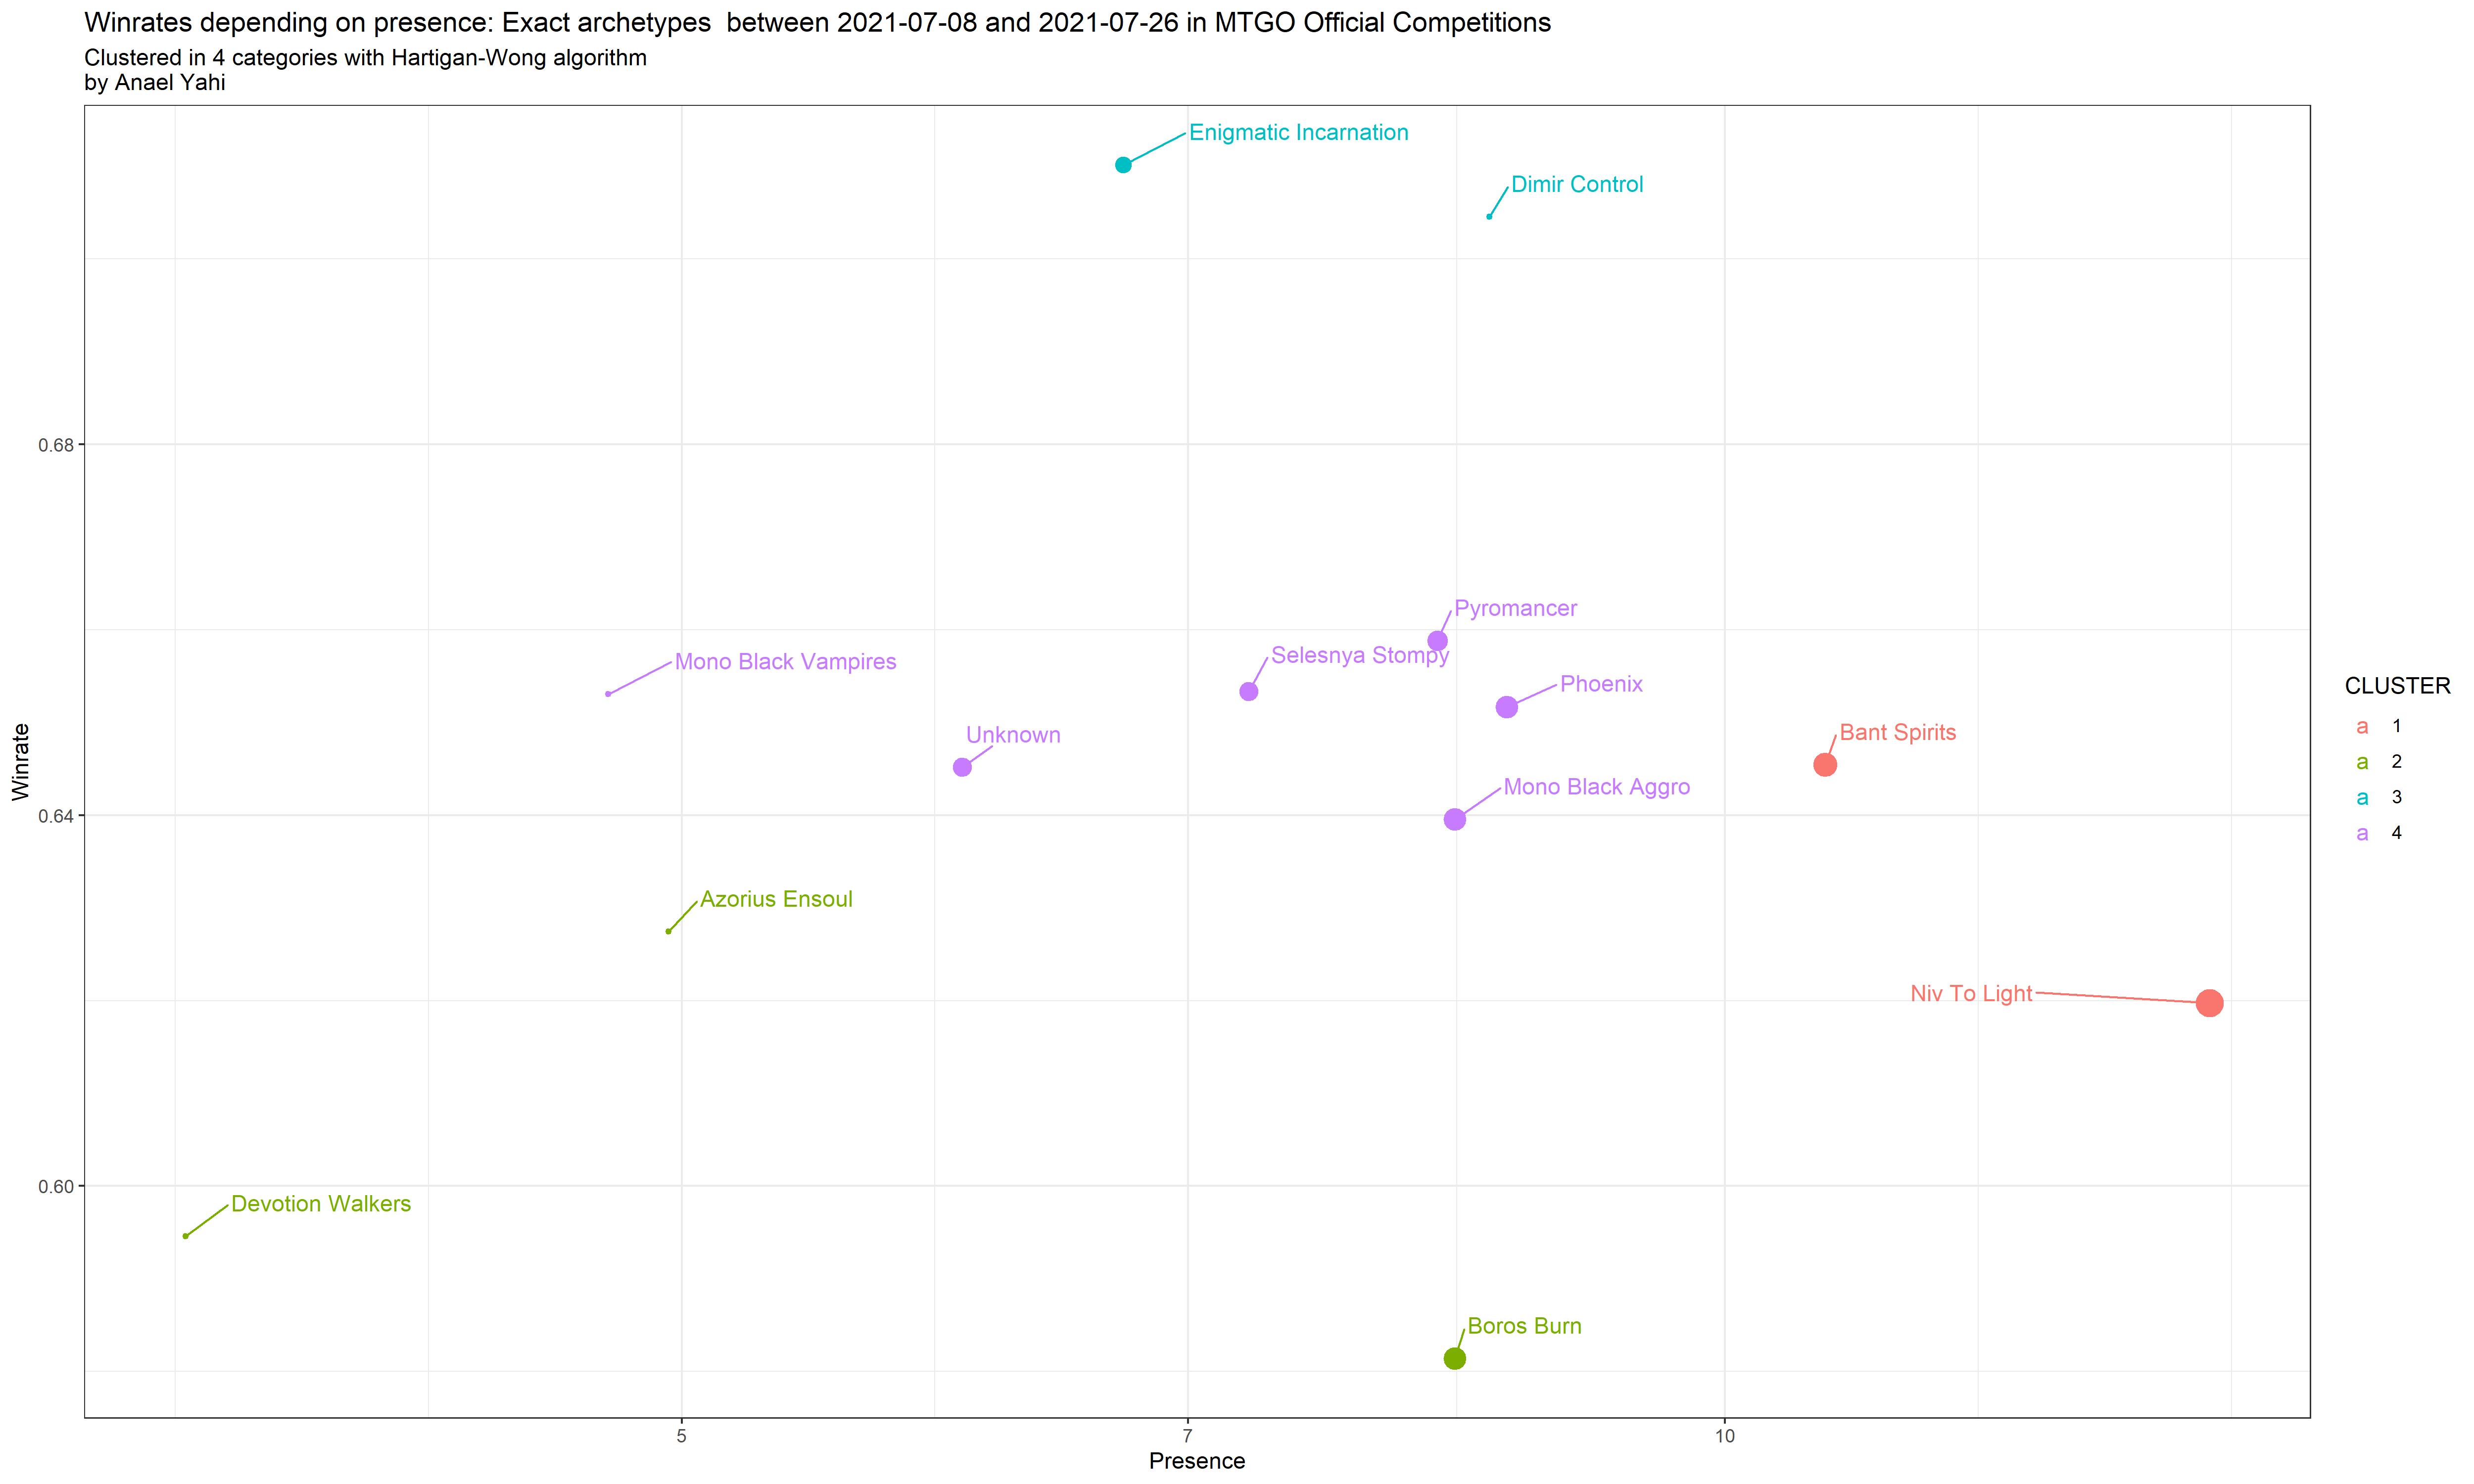 Winrates depending on presence: Exact archetypes  between 2021-07-08 and 2021-07-26 in MTGO Official Competitions
Clustered in 4 categories with Hartigan-Wong algorithm
by Anael Yahi
Enigmatic Incarnation
Dimir Control
0.68
Pyromancer
Selesnya Stompy
Mono Black Vampires
Phoenix
Unknown
Bant Spirits
Mono Black Aggro
Winrate
0.64
Azorius Ensoul
Niv To Light
0.60
Devotion Walkers
Boros Burn
5
7
10
Presence
CLUSTER
a 1
a 2
a 3
a 4